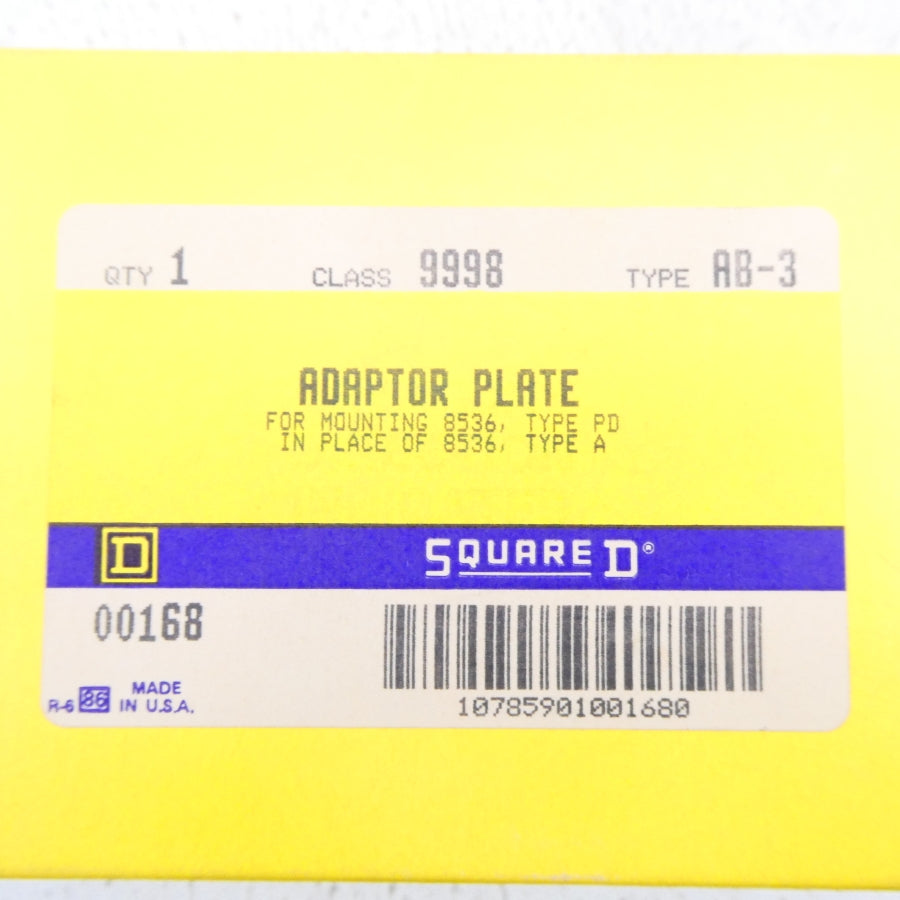 QTY 1 CLASS 9998 TYPE AB-3
ADAPTOR PLATE
FOR MOUNTING 8536, TYPE PD
IN PLACE OF 8536, TYPE A
D SQUARE D®
00168
MADE
R-6 86 IN U.S.A.
10785901001680